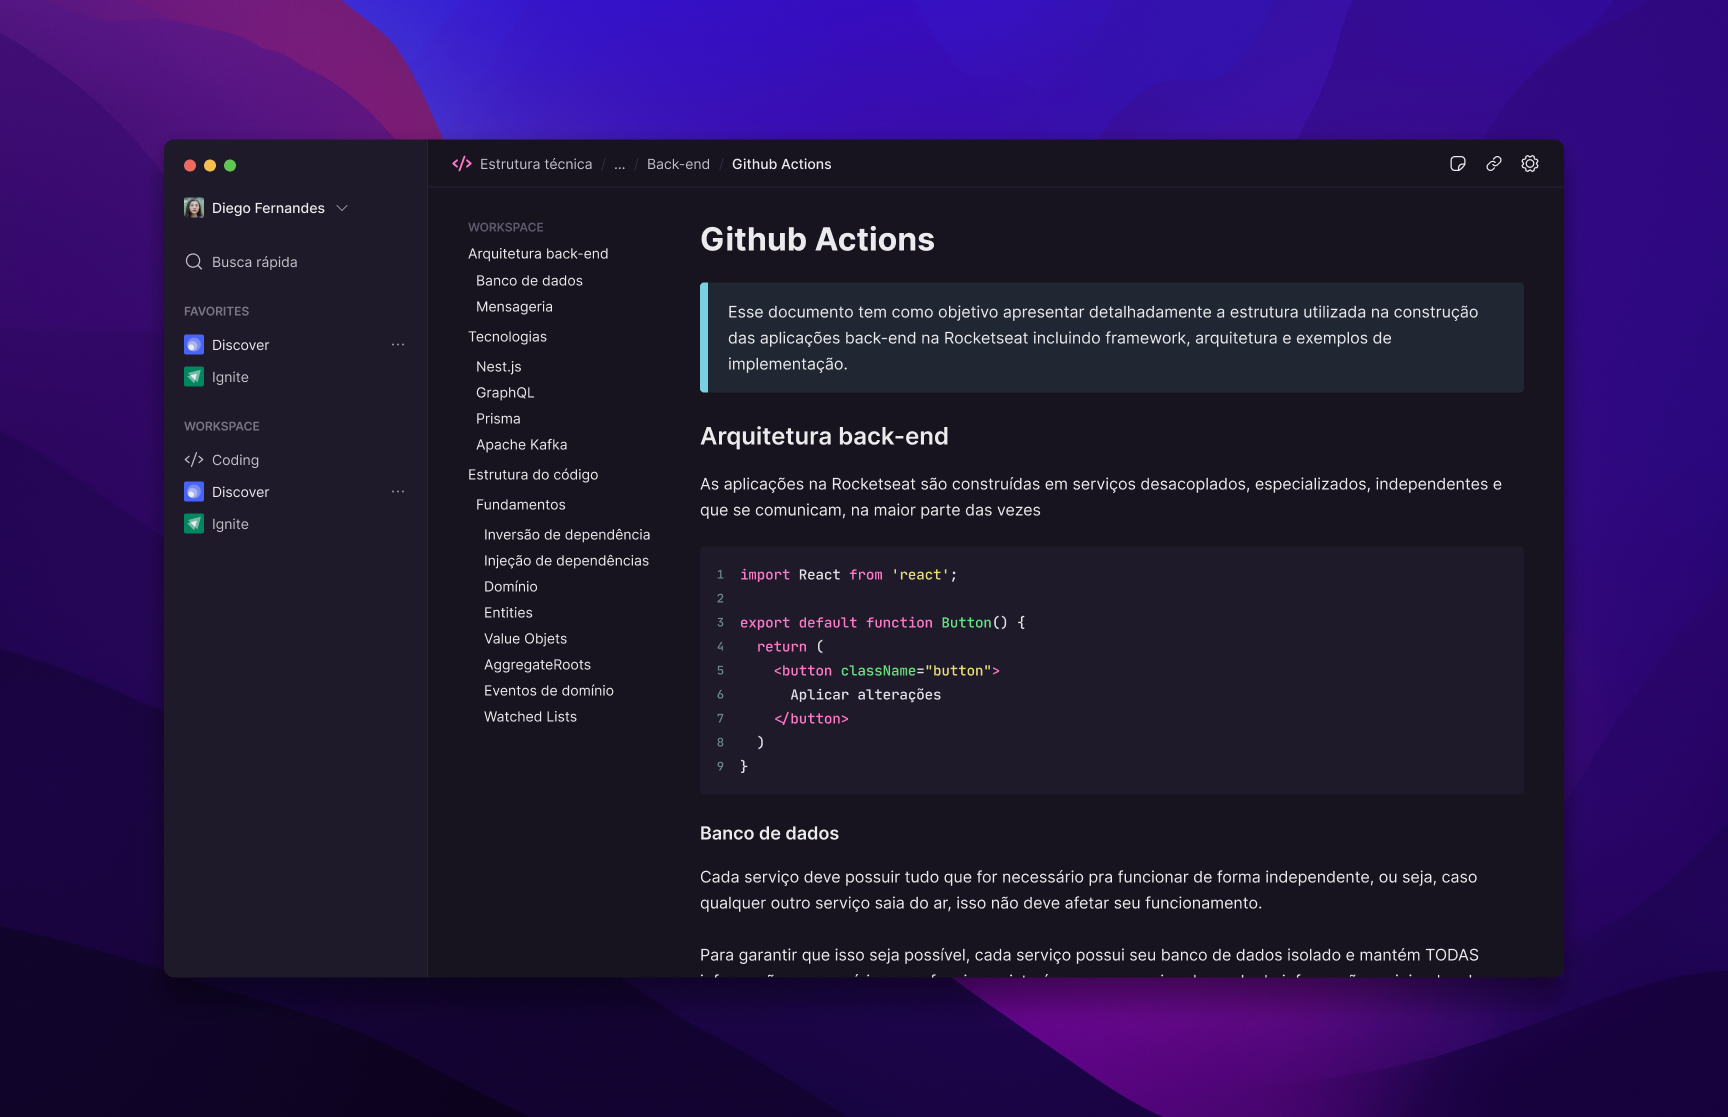 Estrutura técnica / ... / Back-end / Github Actions
Diego Fernandes
Busca rápida
FAVORITES
Discover
Ignite
WORKSPACE
Coding
Discover
Ignite
WORKSPACE
Arquitetura back-end
Banco de dados
Mensageria
Tecnologias
Nest.js
GraphQL
Prisma
Apache Kafka
Estrutura do código
Fundamentos
Inversão de dependência
Injeção de dependências
Domínio
Entities
Value Objets
AggregateRoots
Eventos de domínio
Watched Lists
Github Actions
Esse documento tem como objetivo apresentar detalhadamente a estrutura utilizada na construção
das aplicações back-end na Rocketseat incluindo framework, arquitetura e exemplos de
implementação.
Arquitetura back-end
As aplicações na Rocketseat são construídas em serviços desacoplados, especializados, independentes e
que se comunicam, na maior parte das vezes
1 import React from 'react';
2
3 export default function Button() {
4 return (
5 <button className="button">
6 Aplicar alterações
7 </button>
8 )
9 }
Banco de dados
Cada serviço deve possuir tudo que for necessário pra funcionar de forma independente, ou seja, caso
qualquer outro serviço saia do ar, isso não deve afetar seu funcionamento.
Para garantir que isso seja possível, cada serviço possui seu banco de dados isolado e mantém TODAS